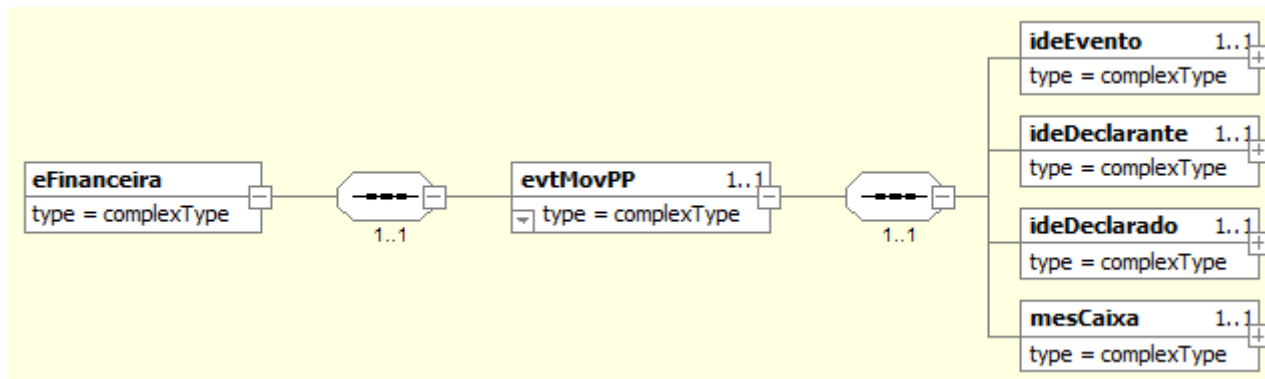 eFinanceira
type = complexType
1..1
evtMovPP 1..1
type = complexType
1..1
ideEvento 1..1
type = complexType
ideDeclarante 1..1
type = complexType
ideDeclarado 1..1
type = complexType
mesCaixa 1..1
type = complexType